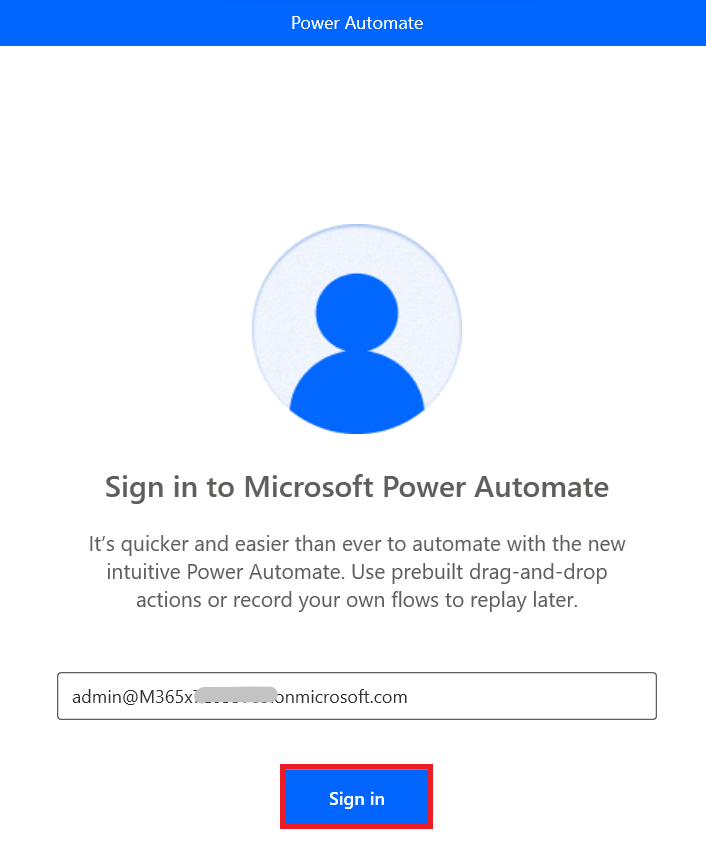 Power Automate
Sign in to Microsoft Power Automate
It's quicker and easier than ever to automate with the new
intuitive Power Automate. Use prebuilt drag-and-drop
actions or record your own flows to replay later.
admin@M365x onmicrosoft.com
Sign in